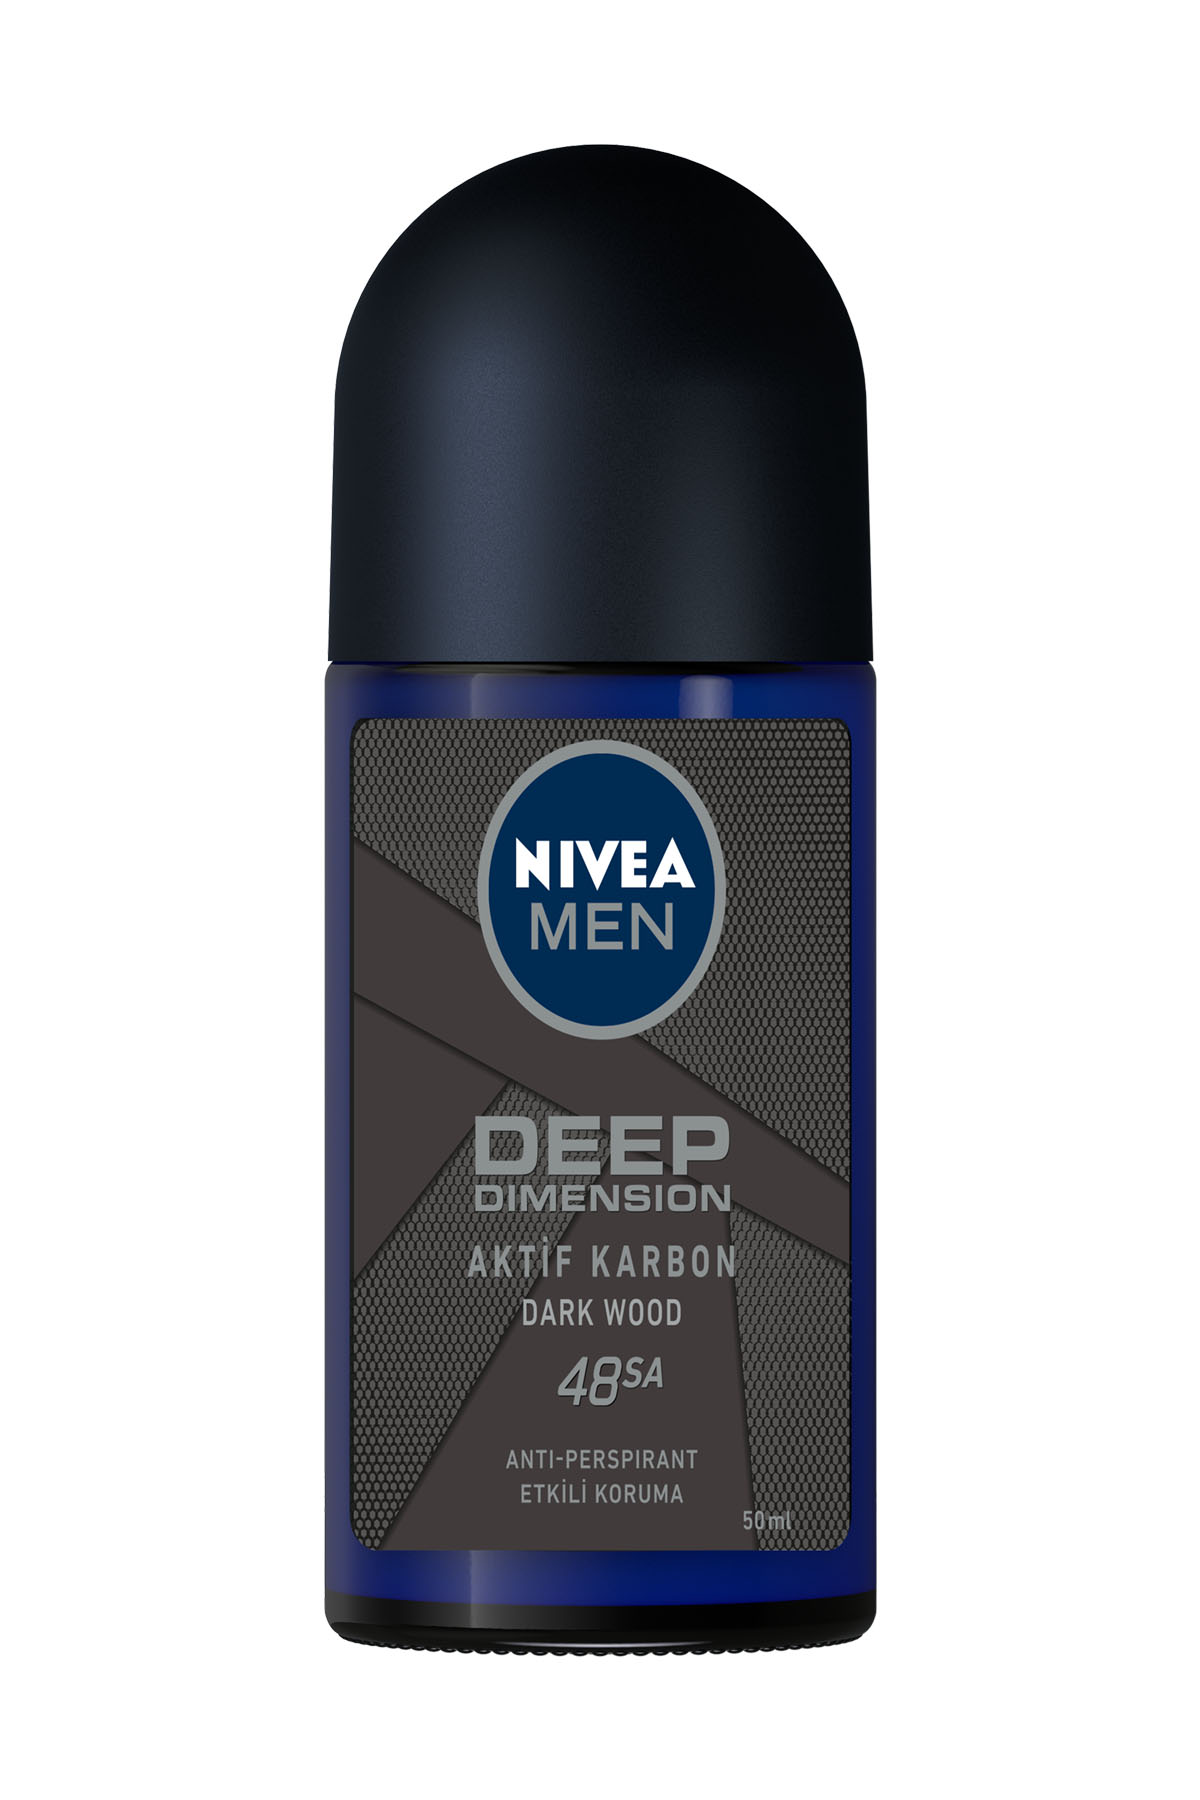 NIVEA
MEN
DEEP
DIMENSION
AKTİF KARBON
DARK WOOD
48SA
ANTI-PERSPIRANT
ETKİLİ KORUMA
50ml